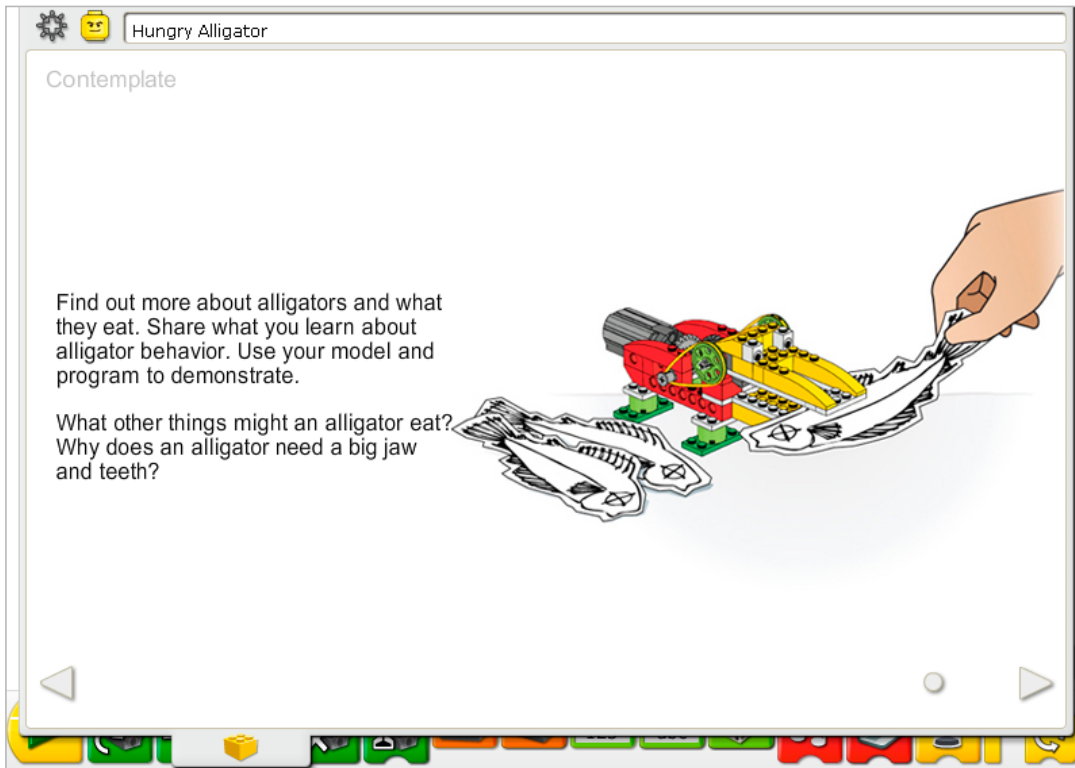 Hungry Alligator
Contemplate
Find out more about alligators and what
they eat. Share what you learn about
alligator behavior. Use your model and
program to demonstrate.
What other things might an alligator eat?
Why does an alligator need a big jaw
and teeth?